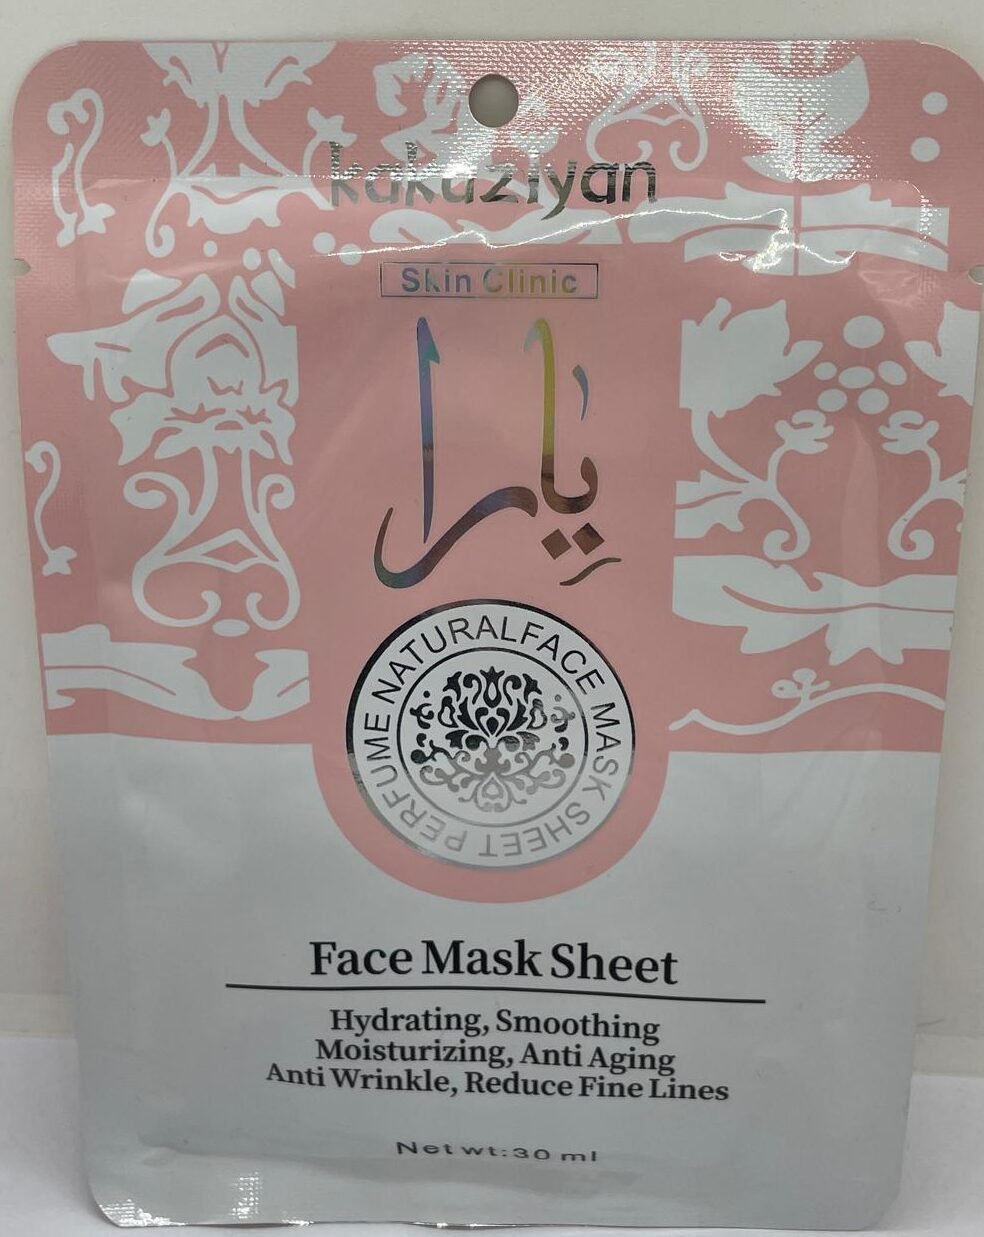 kakaziyan
Skin Clinic
يارا
PERFUME NATURALFACE MASK SHEET
Face Mask Sheet
Hydrating, Smoothing
Moisturizing, Anti Aging
Anti Wrinkle, Reduce Fine Lines
Net wt:30 ml